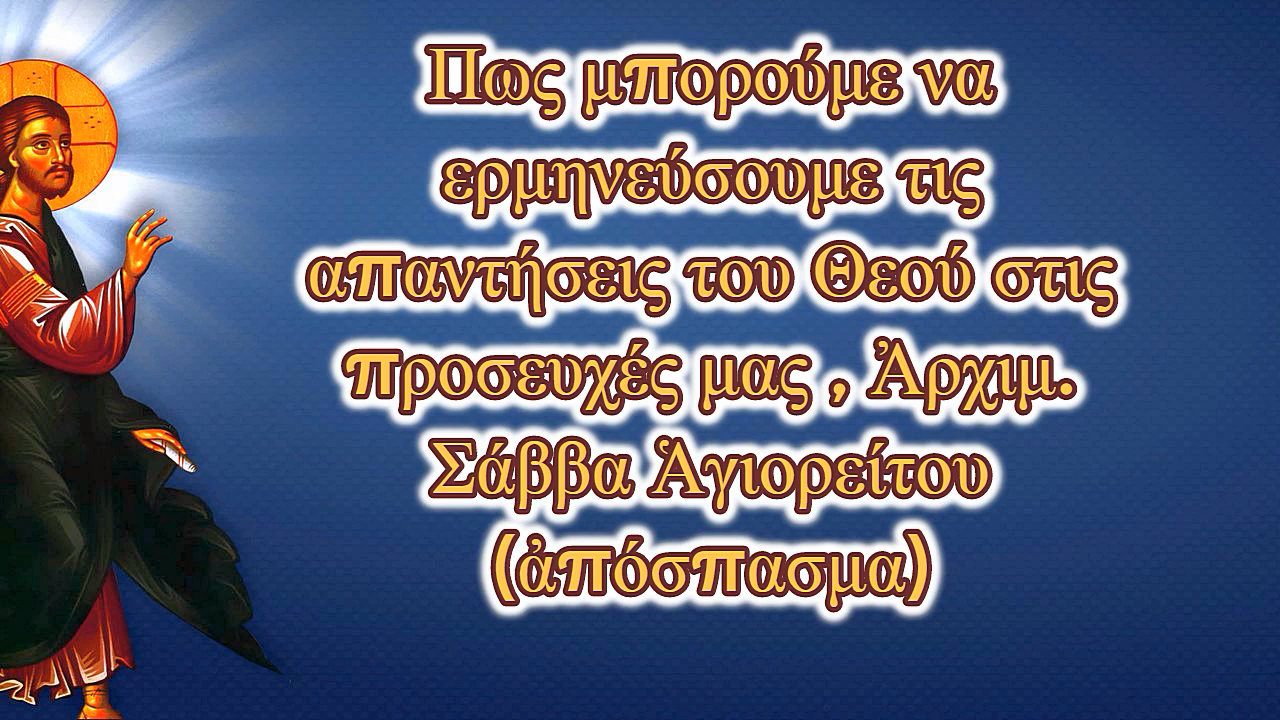 Πως μπορούμε να
ερμηνεύσουμε τις
απαντήσεις του Θεού στις
προσευχές μας , Ἀρχιμ.
Σάββα Ἁγιορείτου
(ἀπόσπασμα)